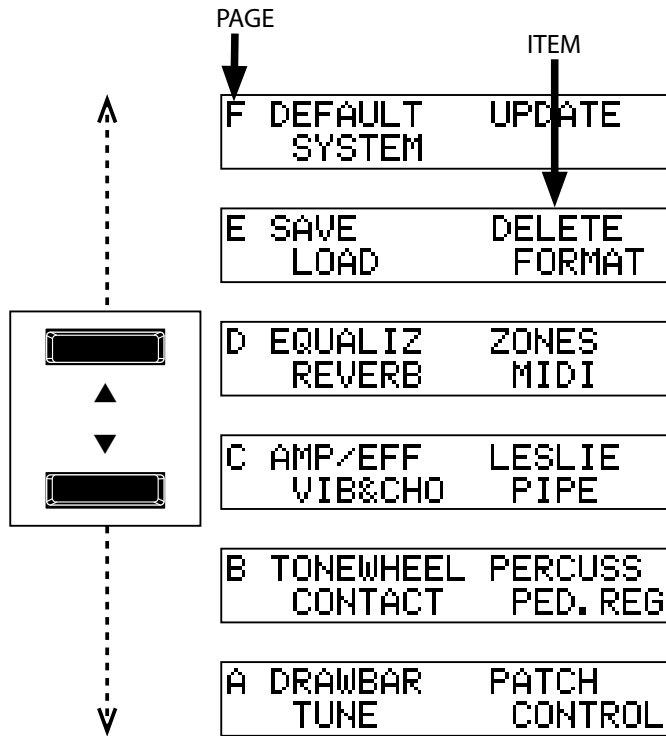 PAGE
ITEM
F DEFAULT UPDATE
SYSTEM
E SAVE DELETE
LOAD FORMAT
D EQUALIZ ZONES
REVERB MIDI
C AMP/EFF LESLIE
VIB&CHO PIPE
B TONEWHEEL PERCUSS
CONTACT PED.REG
A DRAWBAR PATCH
TUNE CONTROL